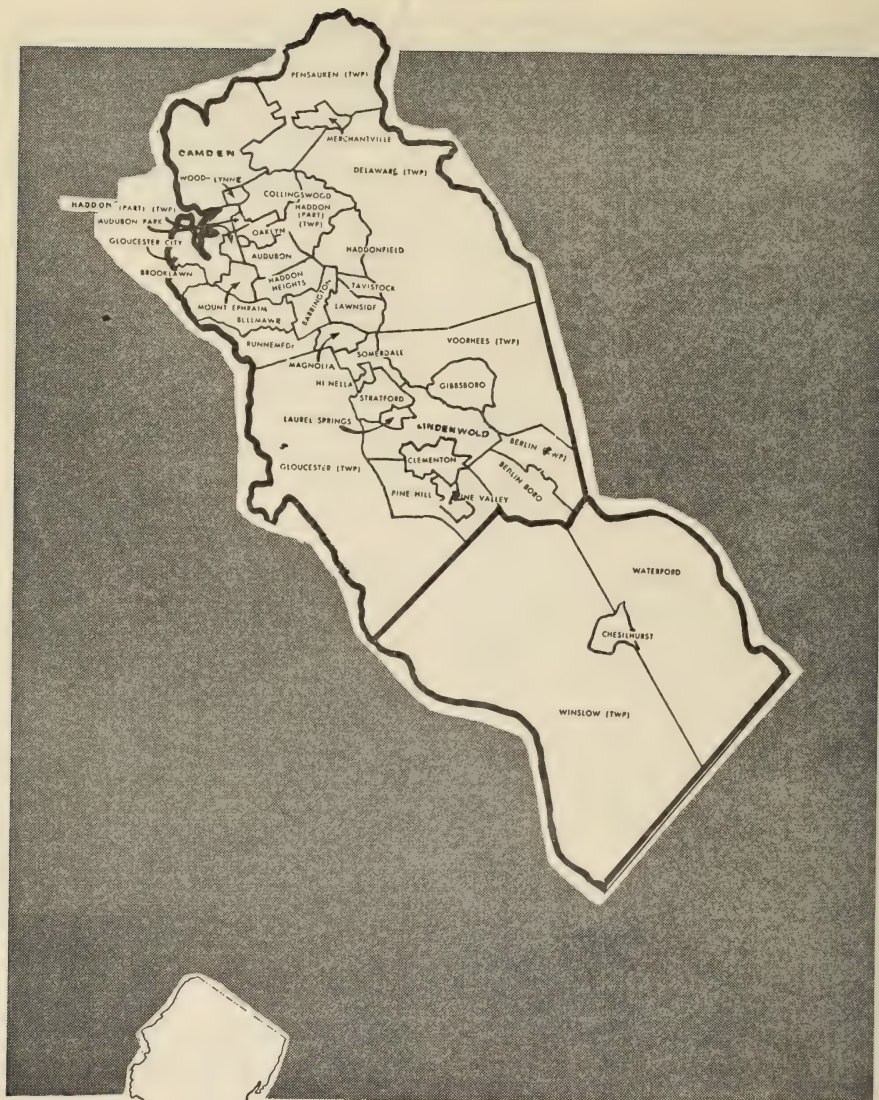 PENSAUKEN (TWP)
MERCHANTVILLE
CAMDEN
DELAWARE (TWP)
WOOD-LYNNE
COLLINGSWOOD
HADDON (PART) (TWP)
HADDON
(PART)
(TWP)
AUDUBON PARK
OAKLYN
GLOUCESTER CITY
HADDONFIELD
AUDUBON
BROOKLAWN
HADDON
HEIGHTS
TAVISTOCK
BARRINGTON
MOUNT EPHRAIM
LAWNSIDE
BELLMAWR
RUNNEMEDE
VOORHEES (TWP)
SOMERDALE
MAGNOLIA
HI NELLA
GIBBSBORO
STRATFORD
LAUREL SPRINGS
LINDENWOLD
BERLIN (TWP)
CLEMENTON
GLOUCESTER (TWP)
BERLIN BORO
PINE HILL
PINE VALLEY
WATERFORD
CHESILHURST
WINSLOW (TWP)